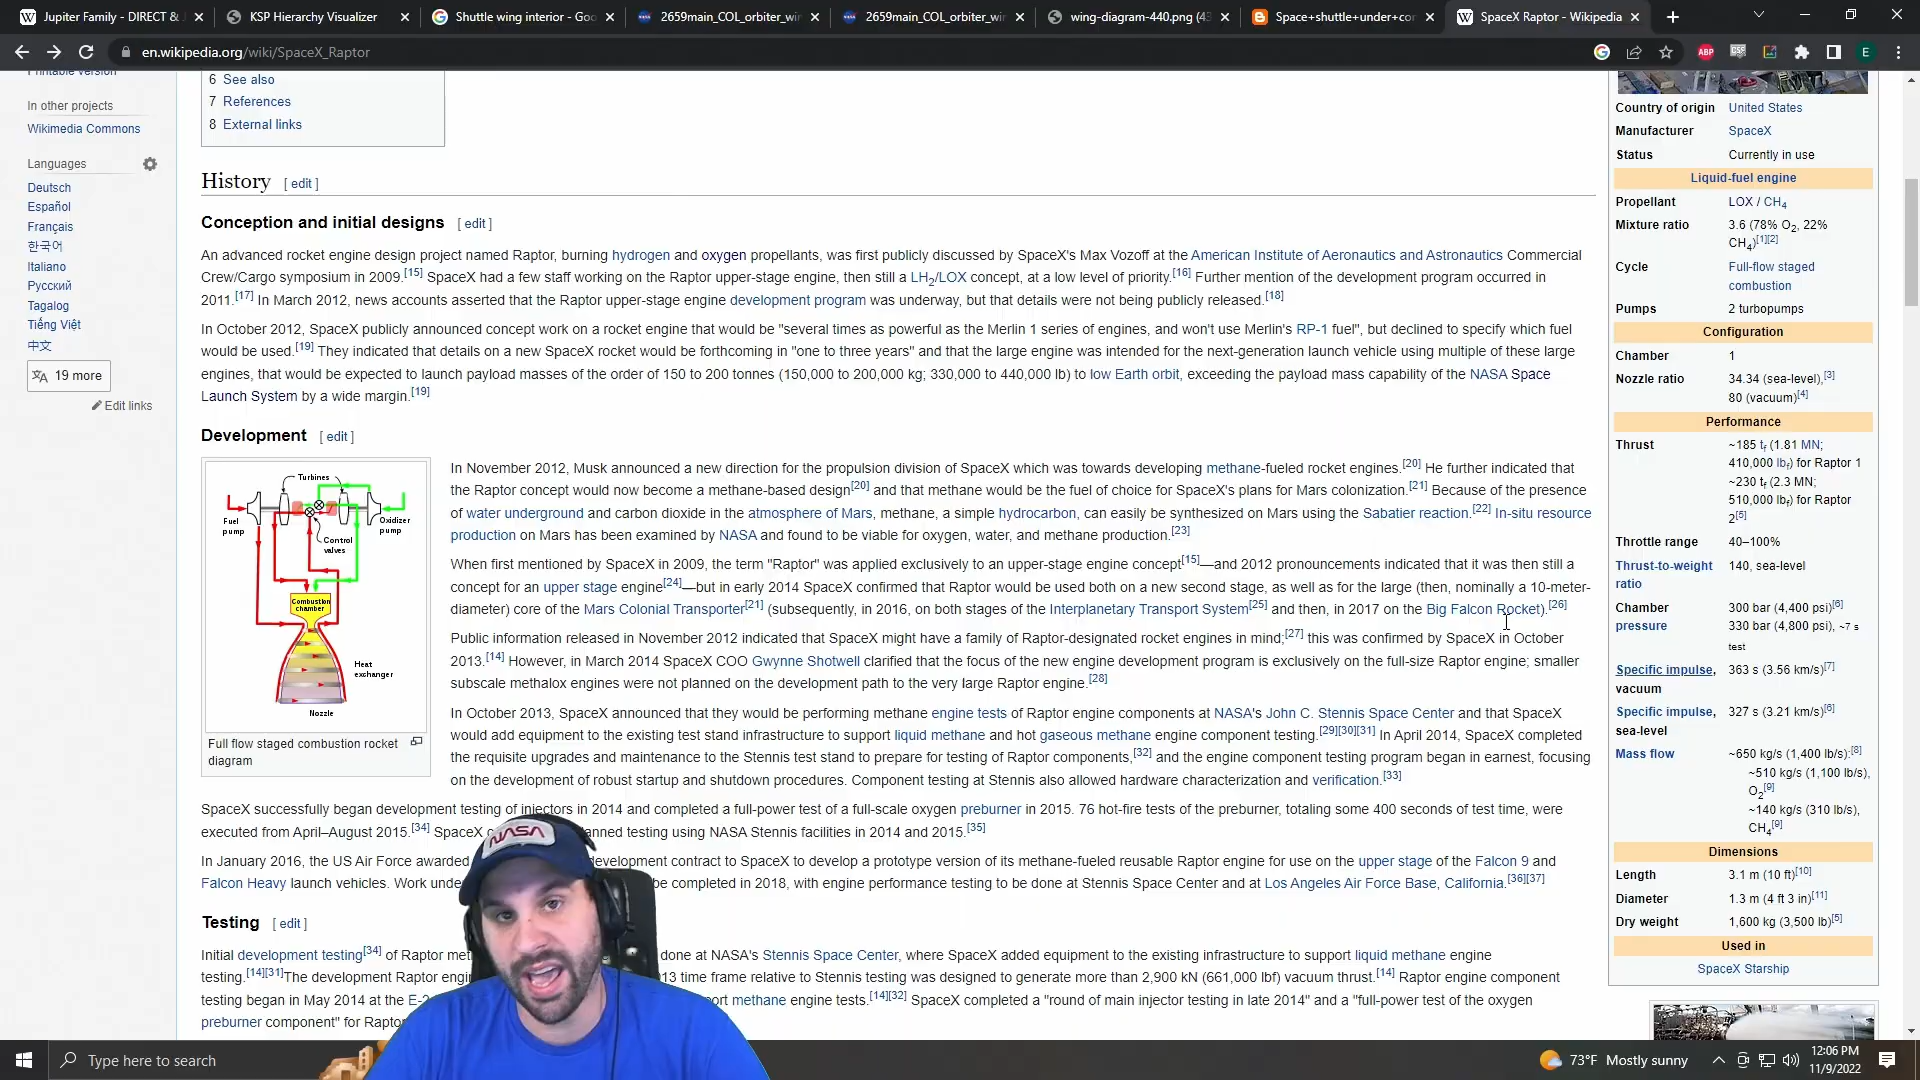 Jupiter Family - DIRECT & J
KSP Hierarchy Visualizer
Shuttle wing interior - Goo
2659main_COL_orbiter_wi
2659main_COL_orbiter_wi
wing-diagram-440.png (43
Space+shuttle+under+con
SpaceX Raptor - Wikipedia
en.wikipedia.org/wiki/SpaceX_Raptor
ABP
E
Printable version
In other projects
Wikimedia Commons
Languages
Deutsch
Español
Français
한국어
Italiano
Русский
Tagalog
Tiếng Việt
中文
19 more
Edit links
6 See also
7 References
8 External links
History [ edit ]
Conception and initial designs [ edit ]
An advanced rocket engine design project named Raptor, burning hydrogen and oxygen propellants, was first publicly discussed by SpaceX's Max Vozoff at the American Institute of Aeronautics and Astronautics Commercial
Crew/Cargo symposium in 2009.[15] SpaceX had a few staff working on the Raptor upper-stage engine, then still a LH2/LOX concept, at a low level of priority.[16] Further mention of the development program occurred in
2011.[17] In March 2012, news accounts asserted that the Raptor upper-stage engine development program was underway, but that details were not being publicly released.[18]
In October 2012, SpaceX publicly announced concept work on a rocket engine that would be "several times as powerful as the Merlin 1 series of engines, and won't use Merlin's RP-1 fuel", but declined to specify which fuel
would be used.[19] They indicated that details on a new SpaceX rocket would be forthcoming in "one to three years" and that the large engine was intended for the next-generation launch vehicle using multiple of these large
engines, that would be expected to launch payload masses of the order of 150 to 200 tonnes (150,000 to 200,000 kg; 330,000 to 440,000 lb) to low Earth orbit, exceeding the payload mass capability of the NASA Space
Launch System by a wide margin.[19]
Development [ edit ]
Turbines
Fuel
pump
Oxidizer
pump
Control
valves
Combustion
chamber
Heat
exchanger
Nozzle
Full flow staged combustion rocket
diagram
In November 2012, Musk announced a new direction for the propulsion division of SpaceX which was towards developing methane-fueled rocket engines.[20] He further indicated that
the Raptor concept would now become a methane-based design[20] and that methane would be the fuel of choice for SpaceX's plans for Mars colonization.[21] Because of the presence
of water underground and carbon dioxide in the atmosphere of Mars, methane, a simple hydrocarbon, can easily be synthesized on Mars using the Sabatier reaction.[22] In-situ resource
production on Mars has been examined by NASA and found to be viable for oxygen, water, and methane production.[23]
When first mentioned by SpaceX in 2009, the term "Raptor" was applied exclusively to an upper-stage engine concept[15]—and 2012 pronouncements indicated that it was then still a
concept for an upper stage engine[24]—but in early 2014 SpaceX confirmed that Raptor would be used both on a new second stage, as well as for the large (then, nominally a 10-meter-
diameter) core of the Mars Colonial Transporter[21] (subsequently, in 2016, on both stages of the Interplanetary Transport System[25] and then, in 2017 on the Big Falcon Rocket).[26]
Public information released in November 2012 indicated that SpaceX might have a family of Raptor-designated rocket engines in mind;[27] this was confirmed by SpaceX in October
2013.[14] However, in March 2014 SpaceX COO Gwynne Shotwell clarified that the focus of the new engine development program is exclusively on the full-size Raptor engine; smaller
subscale methalox engines were not planned on the development path to the very large Raptor engine.[28]
In October 2013, SpaceX announced that they would be performing methane engine tests of Raptor engine components at NASA's John C. Stennis Space Center and that SpaceX
would add equipment to the existing test stand infrastructure to support liquid methane and hot gaseous methane engine component testing.[29][30][31] In April 2014, SpaceX completed
the requisite upgrades and maintenance to the Stennis test stand to prepare for testing of Raptor components,[32] and the engine component testing program began in earnest, focusing
on the development of robust startup and shutdown procedures. Component testing at Stennis also allowed hardware characterization and verification.[33]
SpaceX successfully began development testing of injectors in 2014 and completed a full-power test of a full-scale oxygen preburner in 2015. 76 hot-fire tests of the preburner, totaling some 400 seconds of test time, were
executed from April–August 2015.[34] SpaceX planned testing using NASA Stennis facilities in 2014 and 2015.[35]
In January 2016, the US Air Force awarded development contract to SpaceX to develop a prototype version of its methane-fueled reusable Raptor engine for use on the upper stage of the Falcon 9 and
Falcon Heavy launch vehicles. Work be completed in 2018, with engine performance testing to be done at Stennis Space Center and at Los Angeles Air Force Base, California.[36][37]
Testing [ edit ]
Initial development testing[34] of Raptor done at NASA's Stennis Space Center, where SpaceX added equipment to the existing infrastructure to support liquid methane engine
testing.[14][31]The development Raptor time frame relative to Stennis testing was designed to generate more than 2,900 kN (661,000 lbf) vacuum thrust.[14] Raptor engine component
testing began in May 2014 at the methane engine tests.[14][32] SpaceX completed a "round of main injector testing in late 2014" and a "full-power test of the oxygen
preburner component" for
NASA
Country of origin United States
Manufacturer SpaceX
Status Currently in use
Liquid-fuel engine
Propellant LOX / CH4
Mixture ratio 3.6 (78% O2, 22%
CH4)[1][2]
Cycle Full-flow staged
combustion
Pumps 2 turbopumps
Configuration
Chamber 1
Nozzle ratio 34.34 (sea-level),[3]
80 (vacuum)[4]
Performance
Thrust ~185 tf (1.81 MN;
410,000 lbf) for Raptor 1
~230 tf (2.3 MN;
510,000 lbf) for Raptor
2[5]
Throttle range 40–100%
Thrust-to-weight 140, sea-level
ratio
Chamber 300 bar (4,400 psi)[6]
pressure 330 bar (4,800 psi), ~7 s
test
Specific impulse, 363 s (3.56 km/s)[7]
vacuum
Specific impulse, 327 s (3.21 km/s)[6]
sea-level
Mass flow ~650 kg/s (1,400 lb/s):[8]
~510 kg/s (1,100 lb/s),
O2[9]
~140 kg/s (310 lb/s),
CH4[9]
Dimensions
Length 3.1 m (10 ft)[10]
Diameter 1.3 m (4 ft 3 in)[11]
Dry weight 1,600 kg (3,500 lb)[5]
Used in
SpaceX Starship
Type here to search
73°F Mostly sunny
12:06 PM
11/9/2022